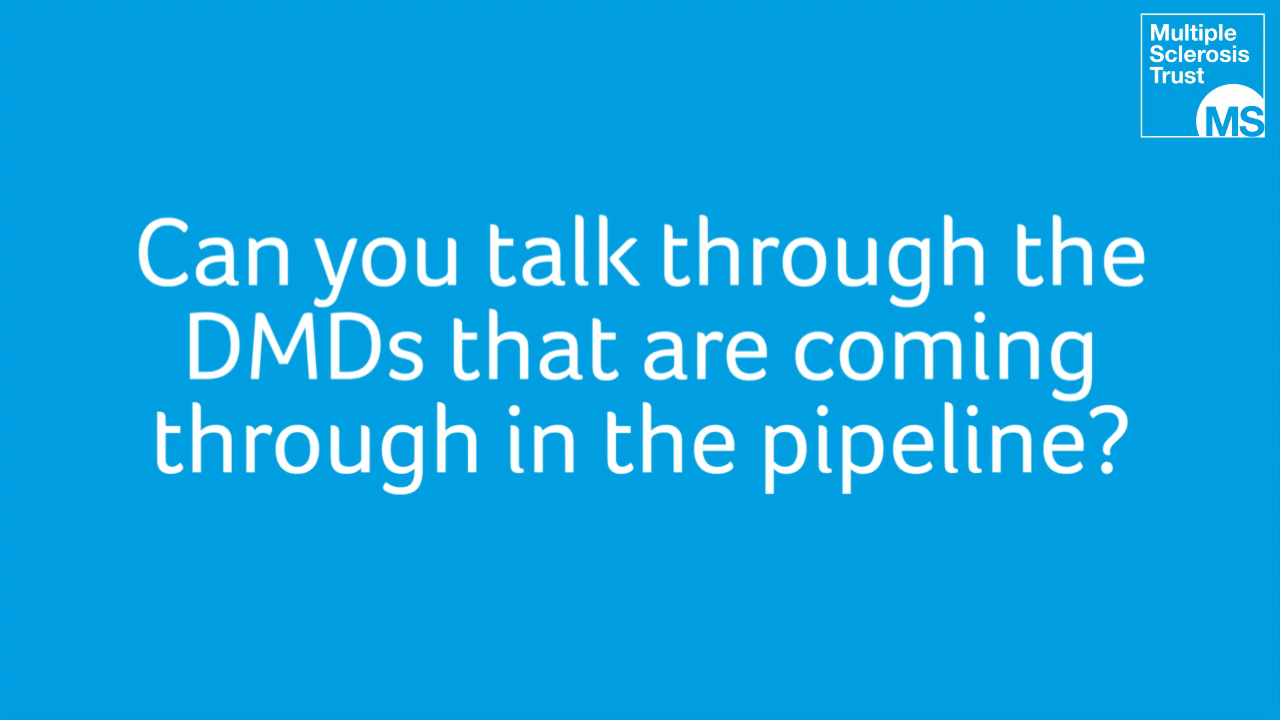 Multiple
Sclerosis
Trust
MS
Can you talk through the
DMDs that are coming
through in the pipeline?